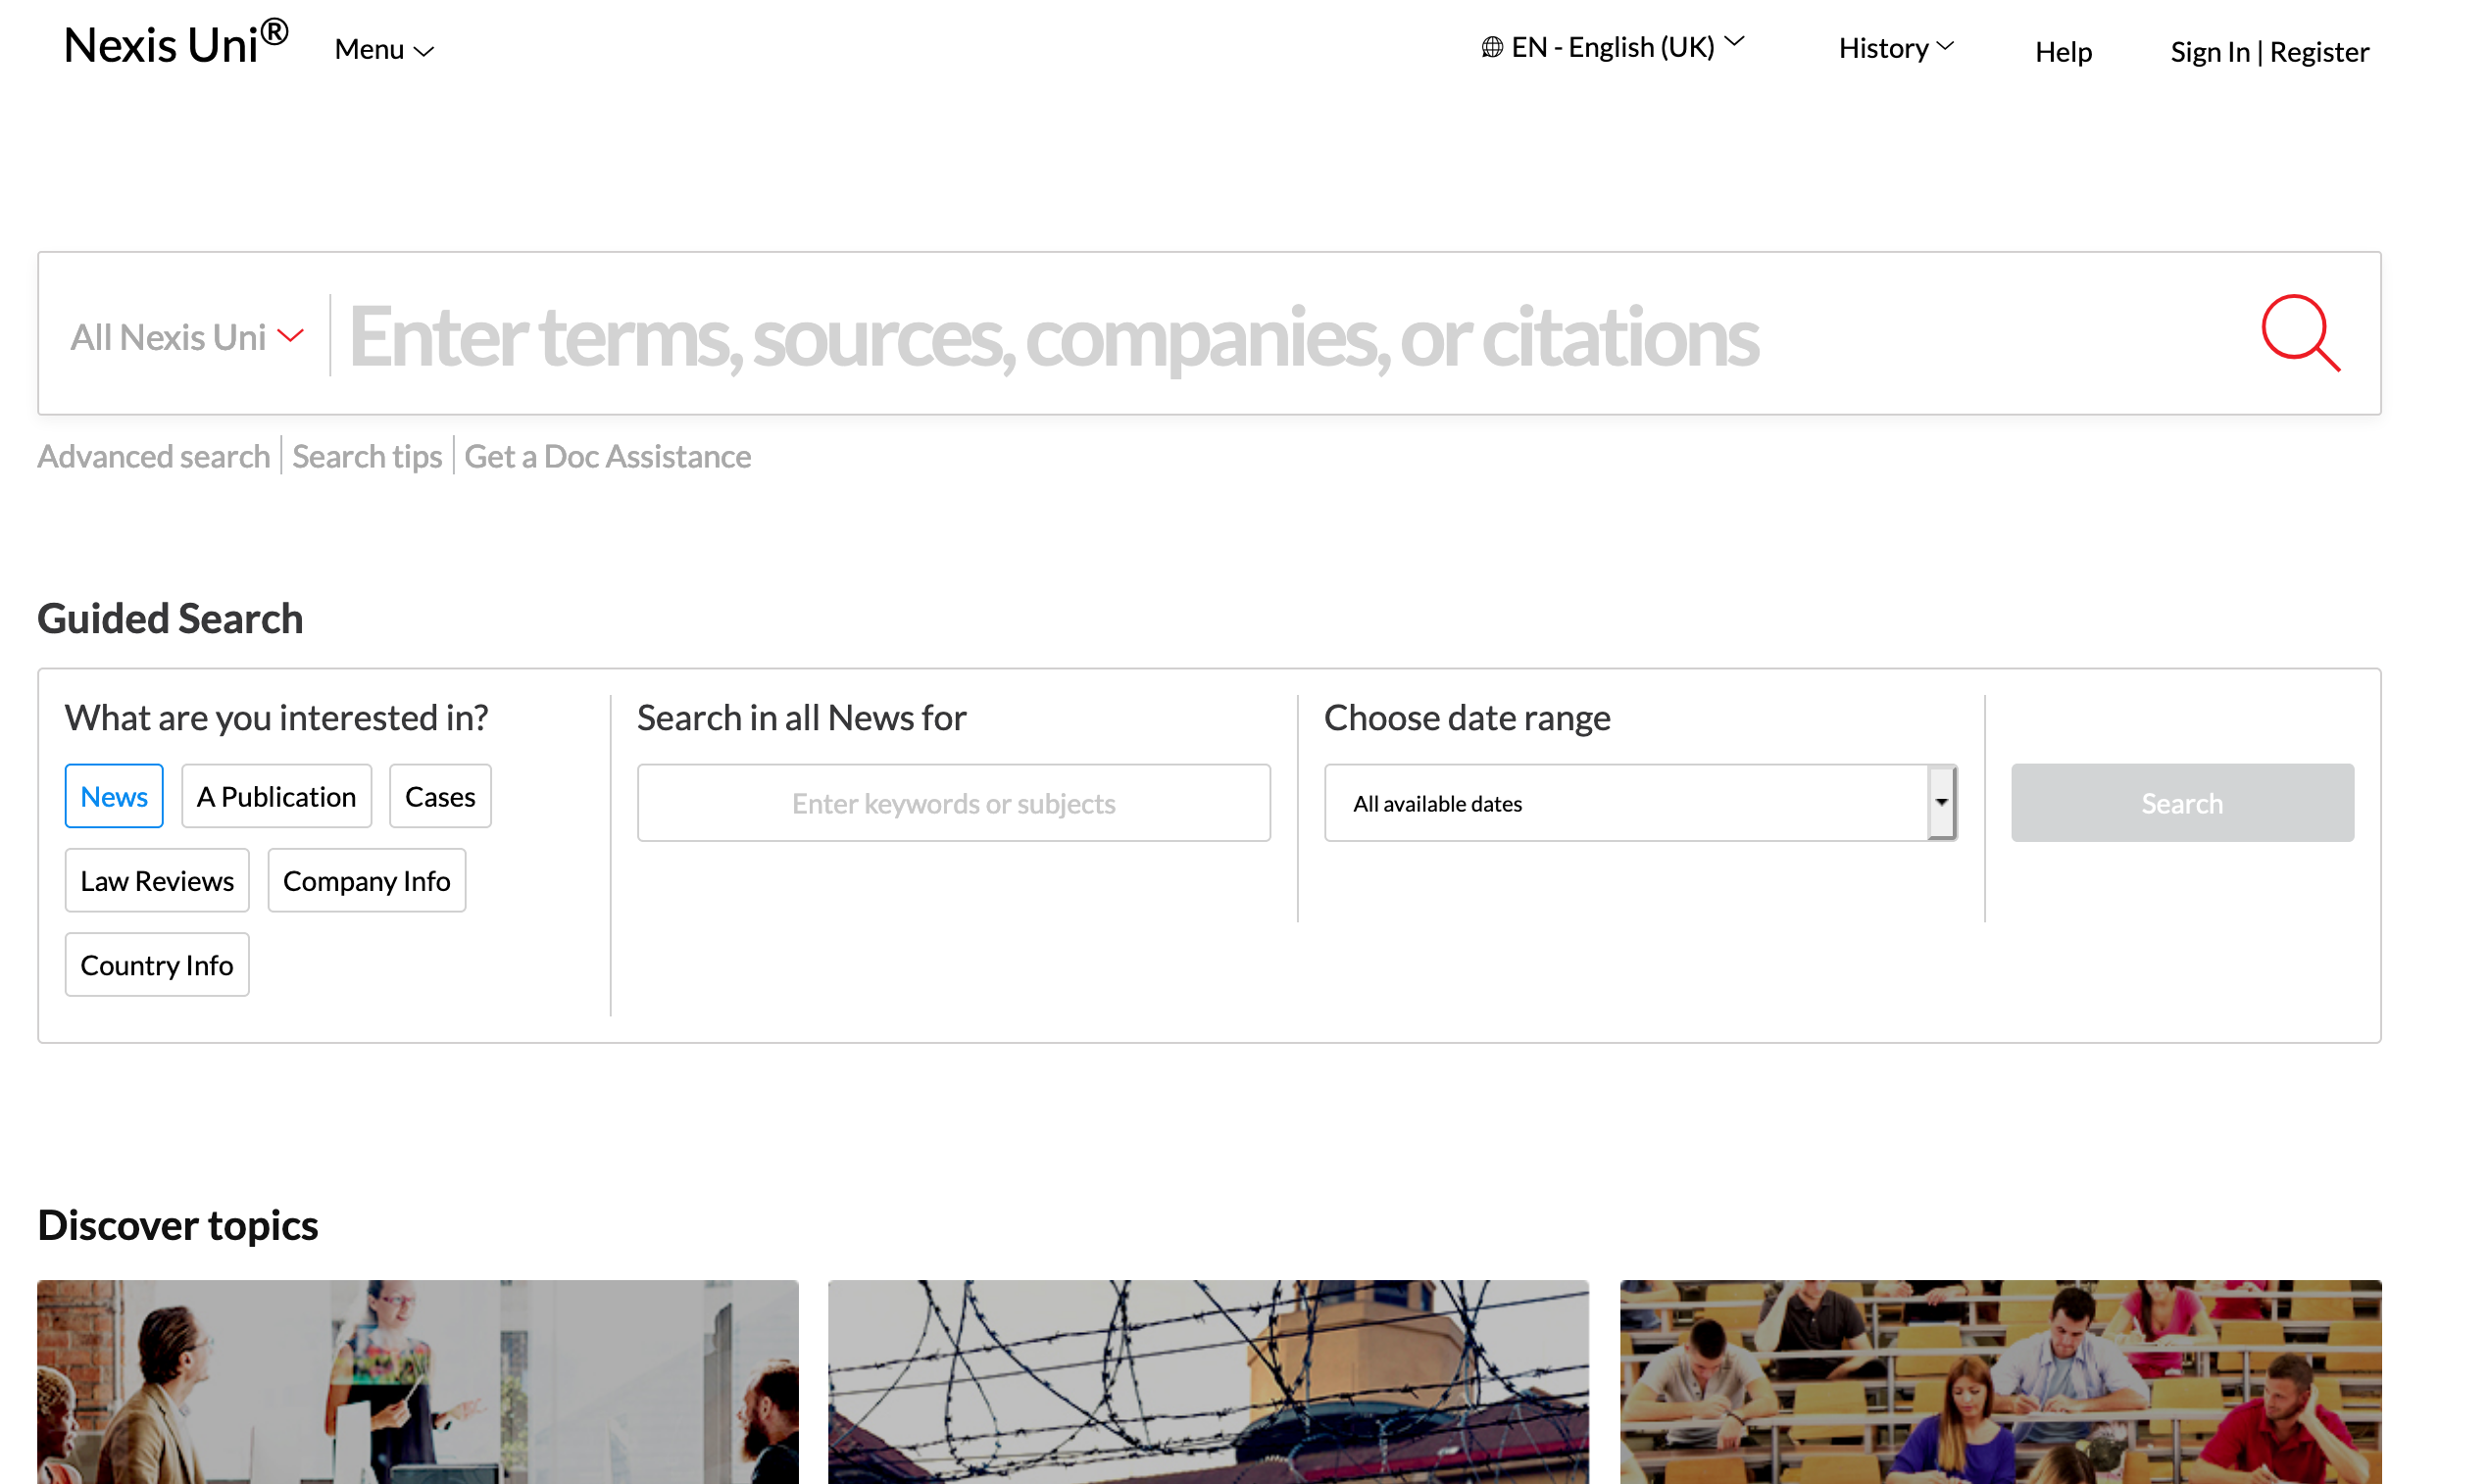 Nexis Uni® Menu EN - English (UK) History Help Sign In | Register
All Nexis Uni Enter terms, sources, companies, or citations
Advanced search Search tips Get a Doc Assistance
Guided Search
What are you interested in? Search in all News for Choose date range
News A Publication Cases Enter keywords or subjects All available dates Search
Law Reviews Company Info
Country Info
Discover topics